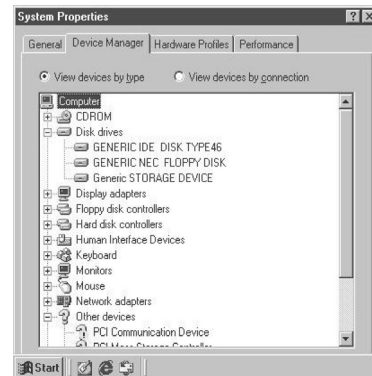 System Properties
General Device Manager Hardware Profiles Performance
View devices by type View devices by connection
Computer
CDROM
Disk drives
GENERIC IDE DISK TYPE46
GENERIC NEC FLOPPY DISK
Generic STORAGE DEVICE
Display adapters
Floppy disk controllers
Hard disk controllers
Human Interface Devices
Keyboard
Monitors
Mouse
Network adapters
Other devices
PCI Communication Device
Start